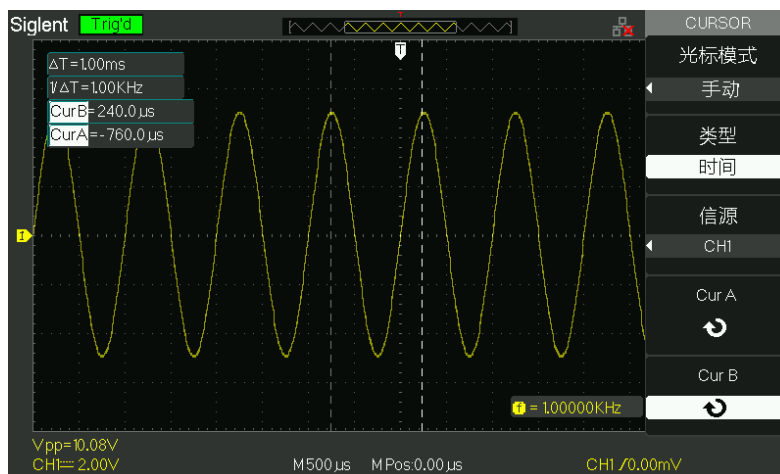 Siglent Trig'd
T
CURSOR
光标模式
手动
类型
时间
信源
CH1
Cur A
Cur B
ΔT=1.00ms
1/ΔT=1.00KHz
CurB=240.0µs
CurA=-760.0µs
T
1
f = 1.00000KHz
Vpp=10.08V
CH1 2.00V M500µs MPos:0.00µs CH1 /0.00mV